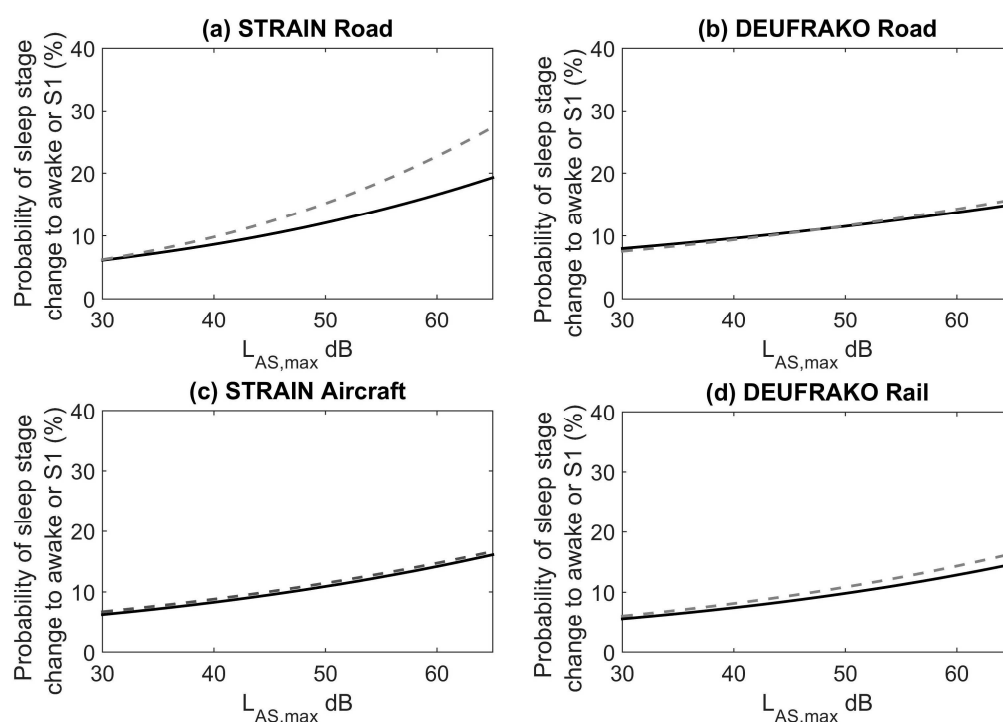 (a) STRAIN Road
Probability of sleep stage
change to awake or S1 (%)
40
30
20
10
0
30 40 50 60
L_AS,max dB
(b) DEUFRAKO Road
Probability of sleep stage
change to awake or S1 (%)
40
30
20
10
0
30 40 50 60
L_AS,max dB
(c) STRAIN Aircraft
Probability of sleep stage
change to awake or S1 (%)
40
30
20
10
0
30 40 50 60
L_AS,max dB
(d) DEUFRAKO Rail
Probability of sleep stage
change to awake or S1 (%)
40
30
20
10
0
30 40 50 60
L_AS,max dB